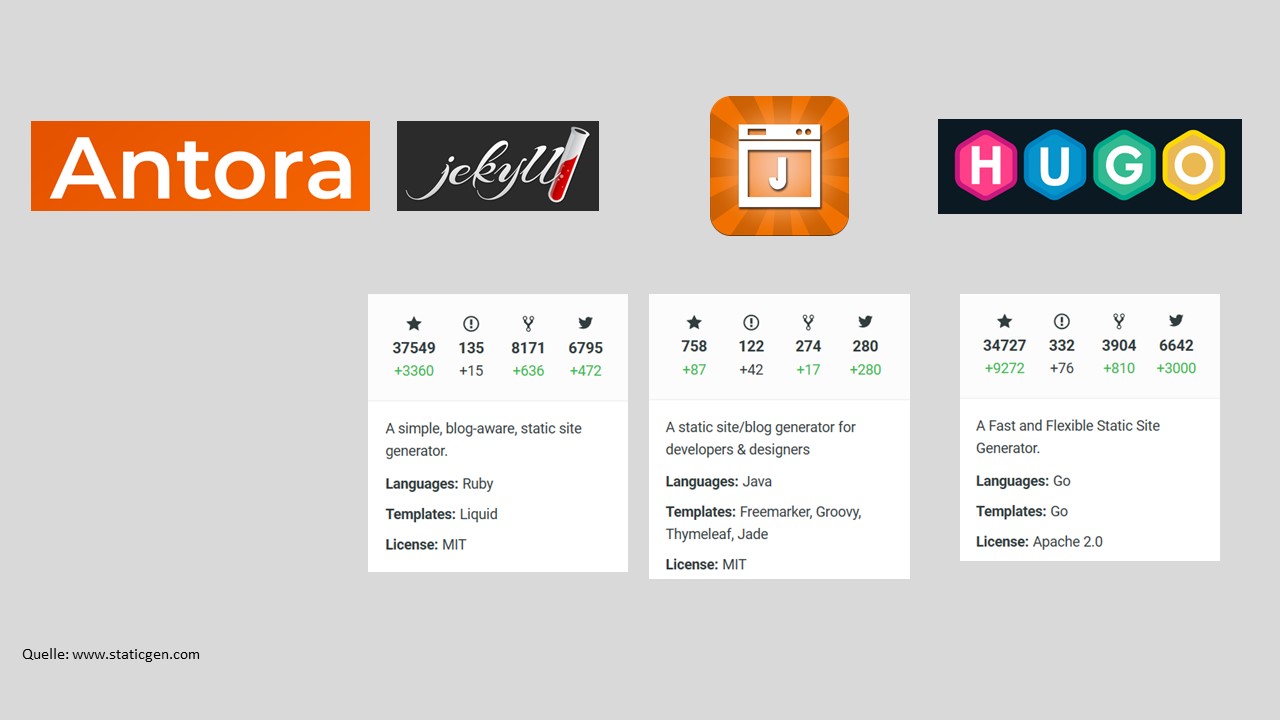 Antora
jekyll
J
HUGO
37549 135 8171 6795
+3360 +15 +636 +472
A simple, blog-aware, static site
generator.
Languages: Ruby
Templates: Liquid
License: MIT
758 122 274 280
+87 +42 +17 +280
A static site/blog generator for
developers & designers
Languages: Java
Templates: Freemarker, Groovy,
Thymeleaf, Jade
License: MIT
34727 332 3904 6642
+9272 +76 +810 +3000
A Fast and Flexible Static Site
Generator.
Languages: Go
Templates: Go
License: Apache 2.0
Quelle: www.staticgen.com